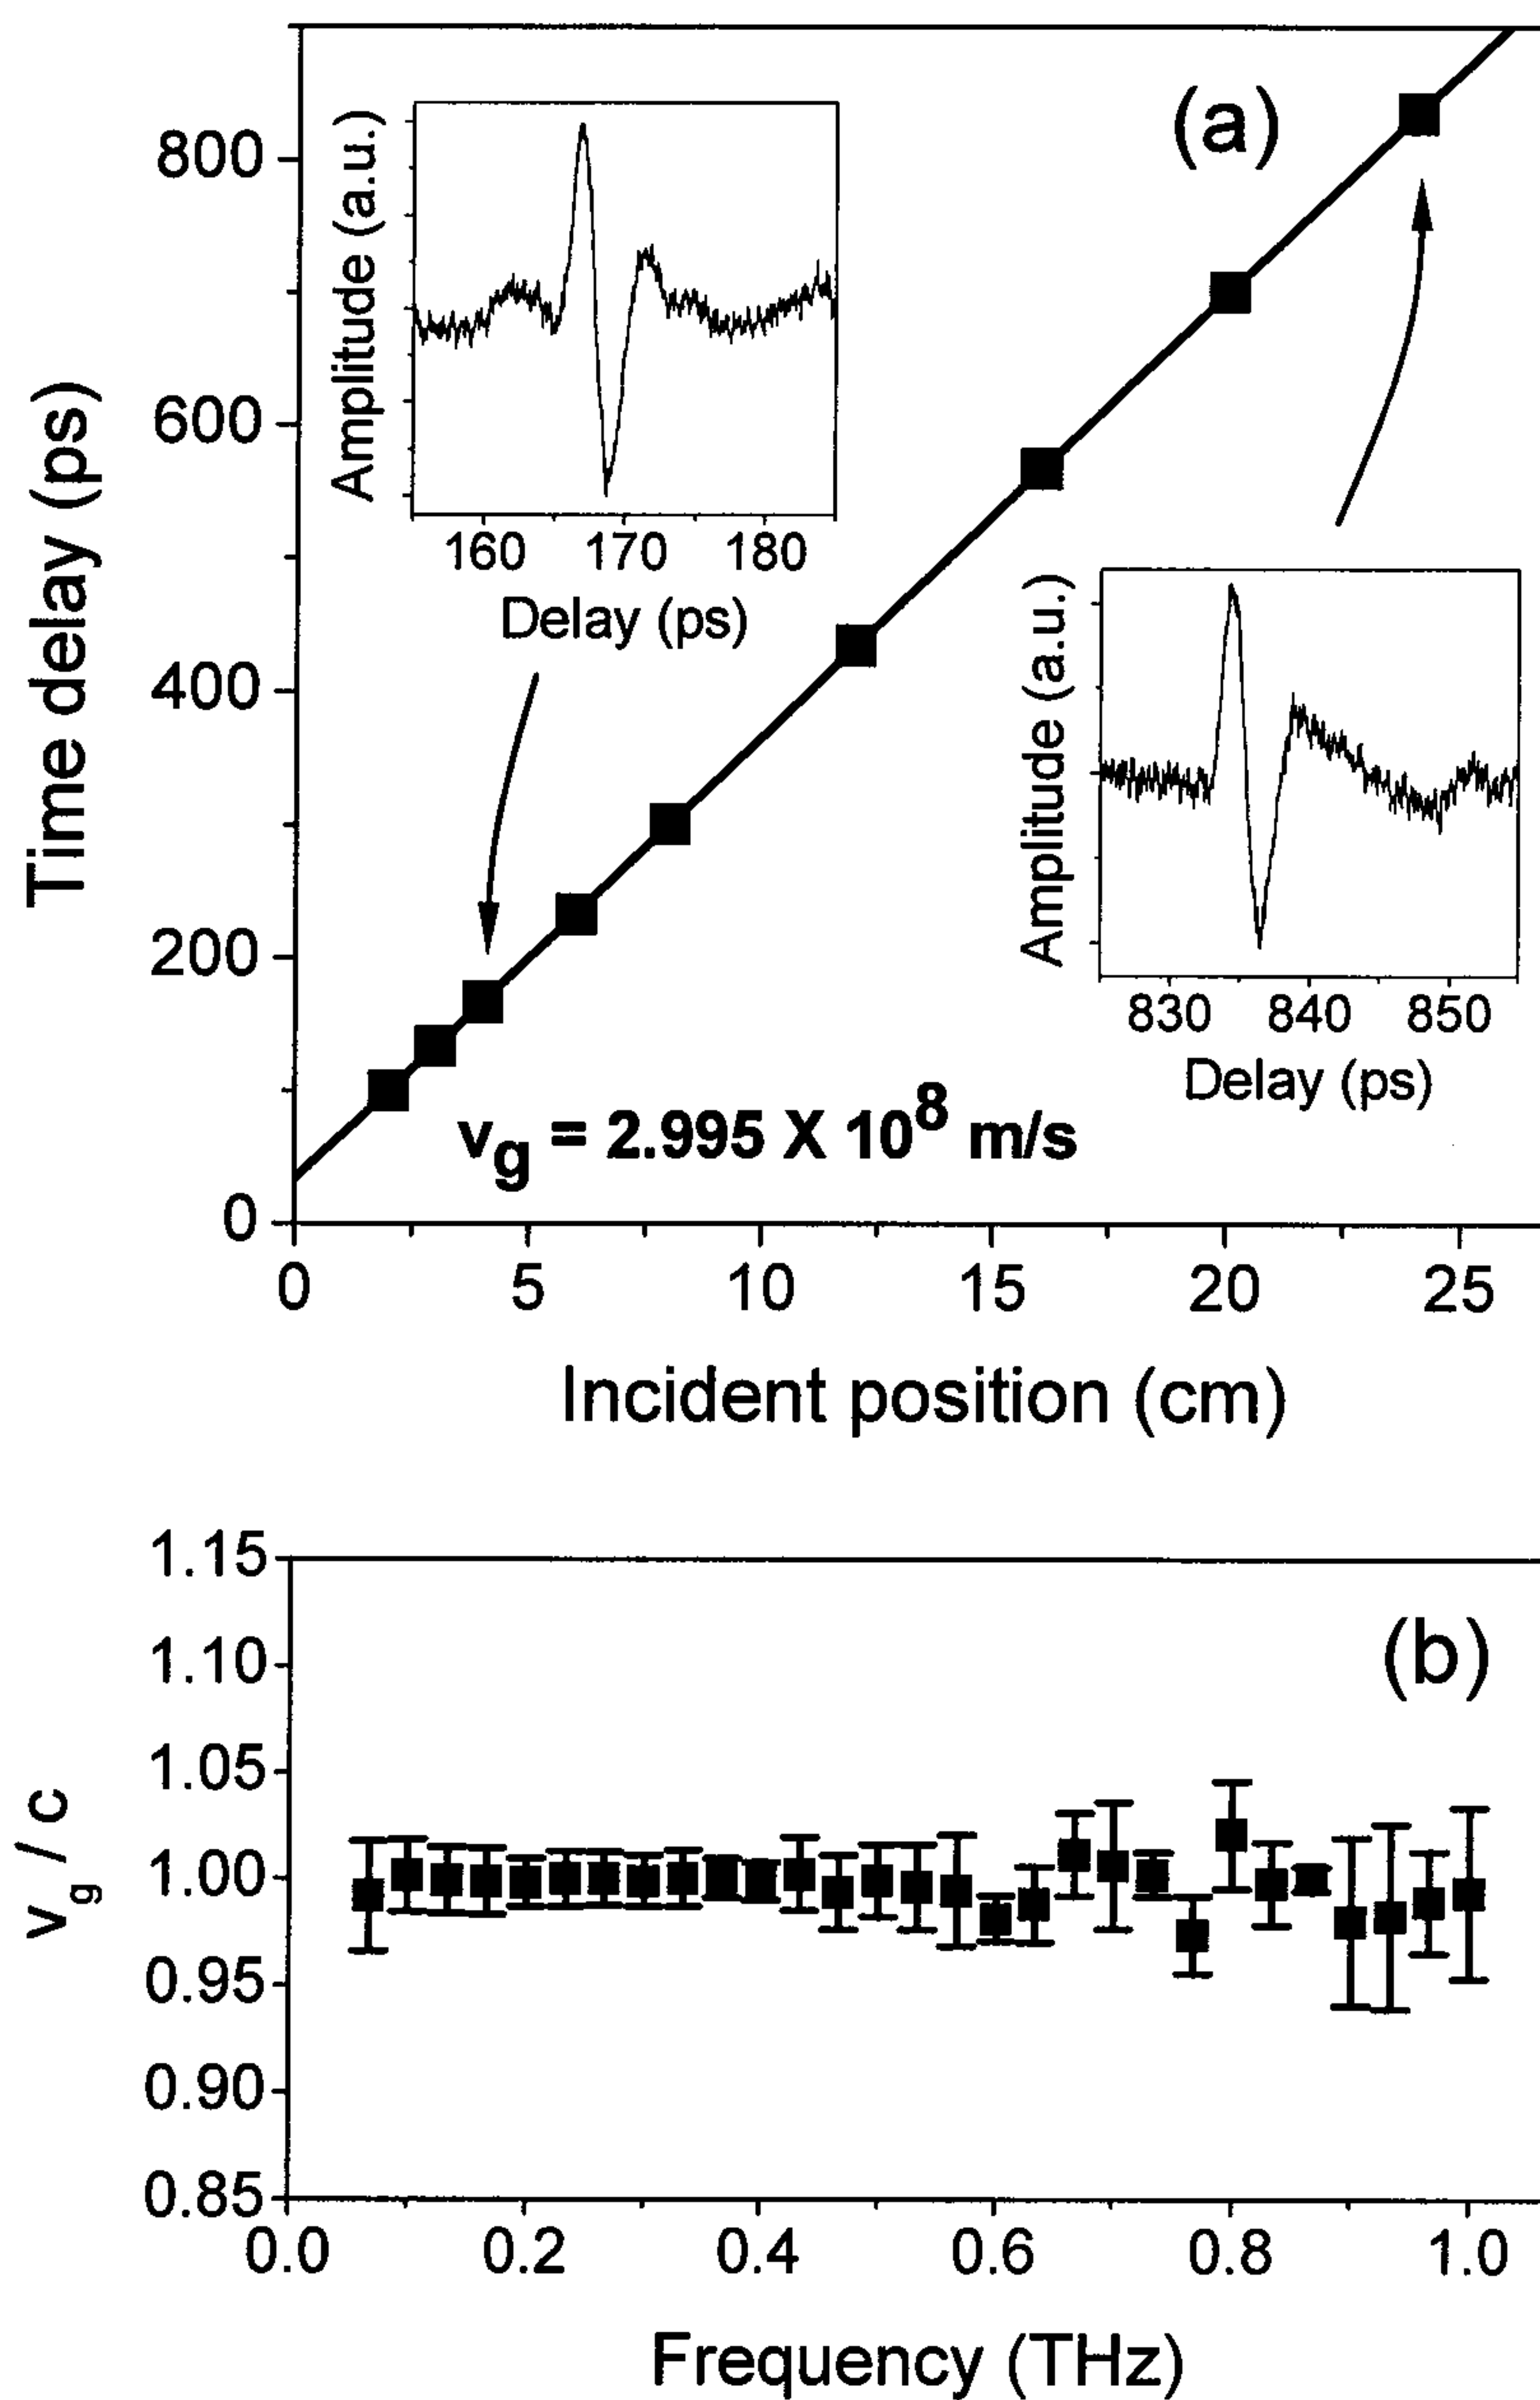 (a)
Time delay (ps)
800
600
400
200
0
Amplitude (a.u.)
160 170 180
Delay (ps)
Amplitude (a.u.)
830 840 850
Delay (ps)
vg = 2.995 X 10⁸ m/s
0 5 10 15 20 25
Incident position (cm)
(b)
vg / c
1.15
1.10
1.05
1.00
0.95
0.90
0.85
0.0 0.2 0.4 0.6 0.8 1.0
Frequency (THz)